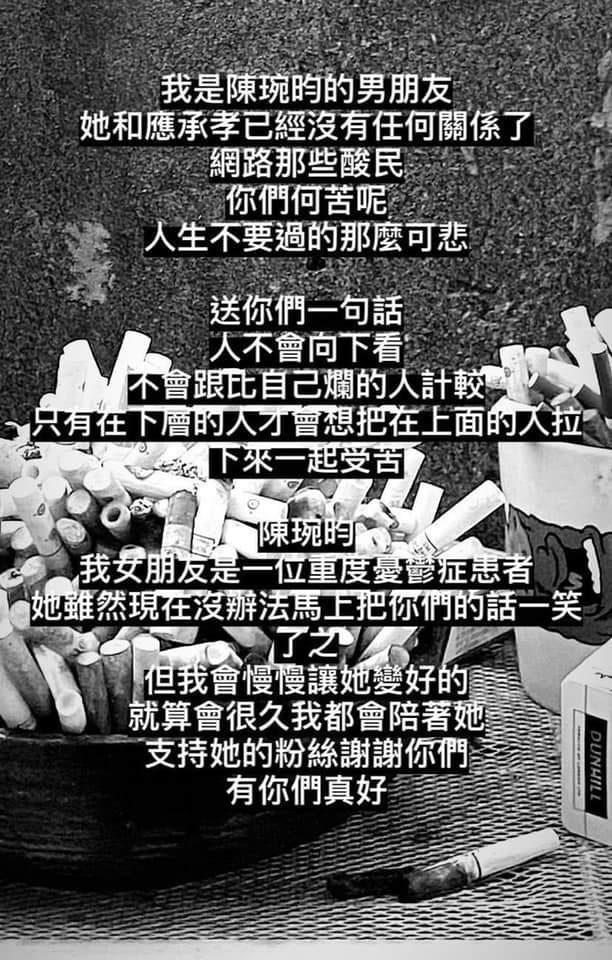 我是陳琬昀的男朋友
她和應承孝已經沒有任何關係了
網路那些酸民
你們何苦呢
人生不要過的那麼可悲
送你們一句話
人不會向下看
不會跟比自己爛的人計較
只有在下層的人才會想把在上面的人拉
下來一起受苦
陳琬昀
我女朋友是一位重度憂鬱症患者
她雖然現在沒辦法馬上把你們的話一笑
了之
但我會慢慢讓她變好的
就算會很久我都會陪著她
支持她的粉絲謝謝你們
有你們真好
DUNHILL